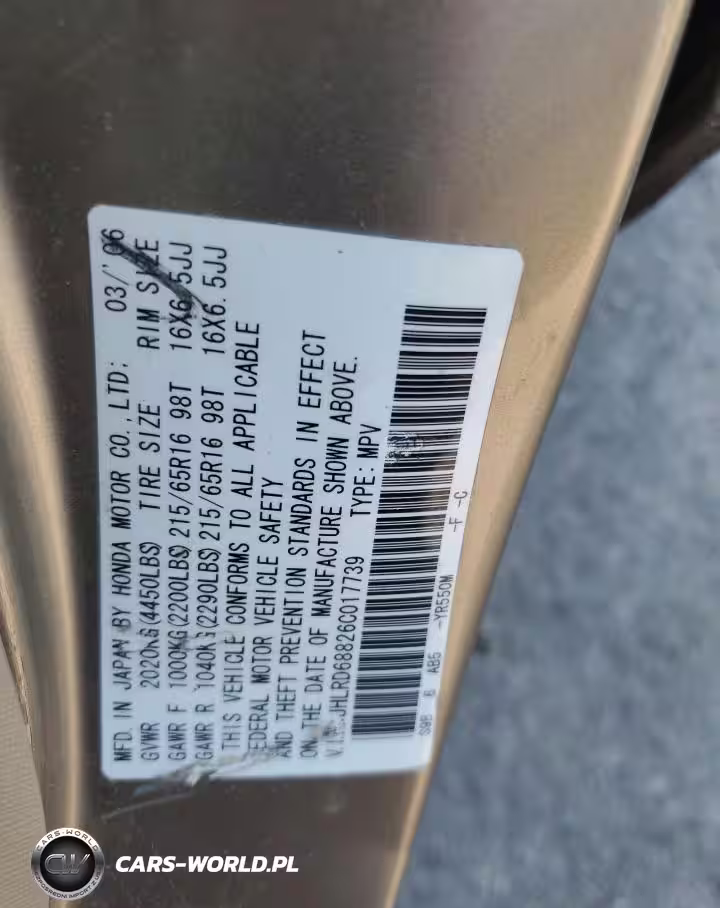 MFD. IN JAPAN BY HONDA MOTOR CO.,LTD: 03/'06
GVWR 2020KG(4450LBS) TIRE SIZE RIM SIZE
GAWR F 1000KG(2200LBS)215/65R16 98T 16X6.5JJ
GAWR R 1040KG(2290LBS)215/65R16 98T 16X6.5JJ
THIS VEHICLE CONFORMS TO ALL APPLICABLE
FEDERAL MOTOR VEHICLE SAFETY
AND THEFT PREVENTION STANDARDS IN EFFECT
ON THE DATE OF MANUFACTURE SHOWN ABOVE.
V.I.N:JHLRD68826C017739 TYPE: MPV
S9B 6 AB5 -YR550M -F -C
CARS-WORLD
CW
CARS-WORLD.PL